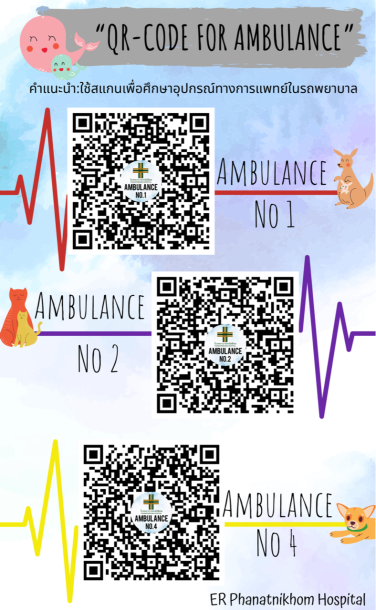 "QR-CODE FOR AMBULANCE"
คำแนะนำ:ใช้สแกนเพื่อศึกษาอุปกรณ์ทางการแพทย์ในรถพยาบาล
AMBULANCE
NO.1
AMBULANCE
No 1
AMBULANCE
No 2
AMBULANCE
NO.2
AMBULANCE
NO.4
AMBULANCE
No 4
ER Phanatnikhom Hospital